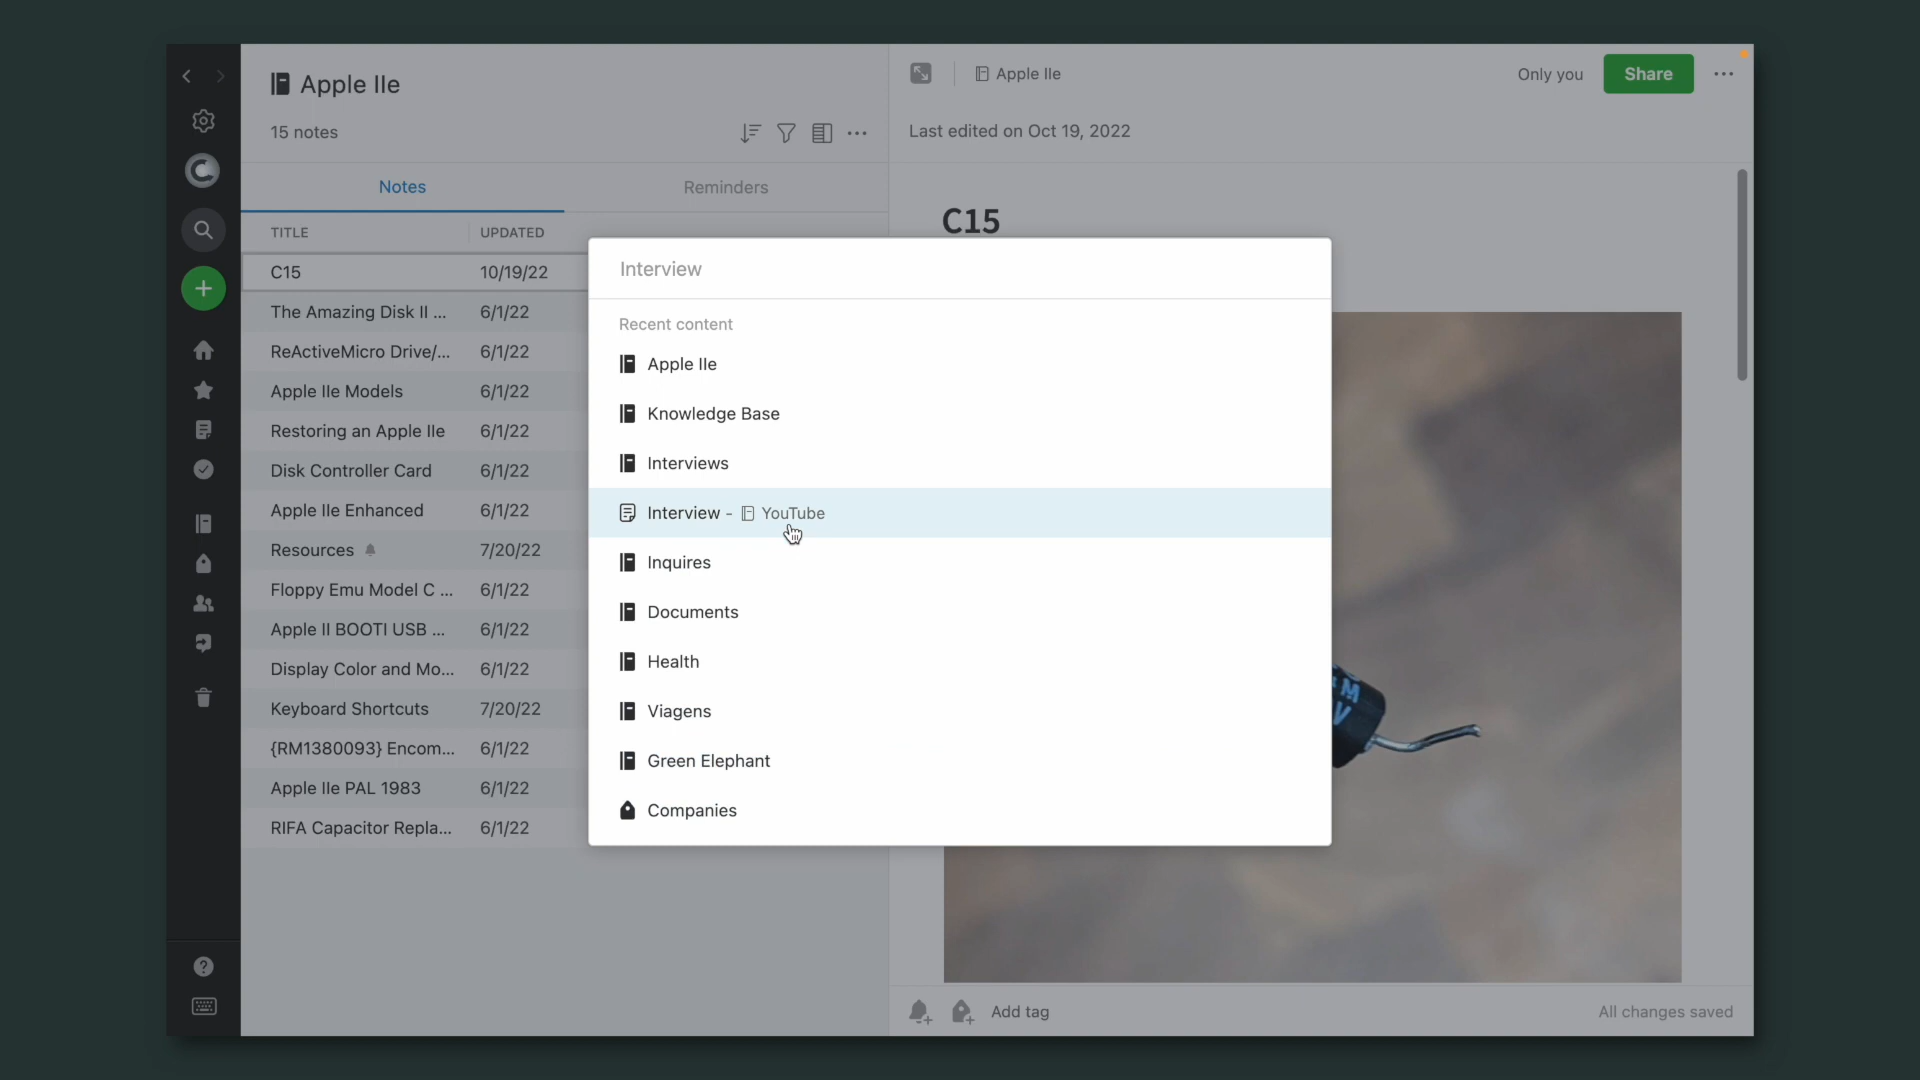 Apple IIe
15 notes
Notes
Reminders
TITLE
UPDATED
C15
10/19/22
The Amazing Disk II ...
6/1/22
ReActiveMicro Drive/...
6/1/22
Apple IIe Models
6/1/22
Restoring an Apple IIe
6/1/22
Disk Controller Card
6/1/22
Apple IIe Enhanced
6/1/22
Resources
7/20/22
Floppy Emu Model C ...
6/1/22
Apple II BOOTI USB ...
6/1/22
Display Color and Mo...
6/1/22
Keyboard Shortcuts
7/20/22
{RM1380093} Encom...
6/1/22
Apple IIe PAL 1983
6/1/22
RIFA Capacitor Repla...
6/1/22
Apple IIe
Only you
Share
Last edited on Oct 19, 2022
C15
Interview
Recent content
Apple IIe
Knowledge Base
Interviews
Interview - YouTube
Inquires
Documents
Health
Viagens
Green Elephant
Companies
M
V
Add tag
All changes saved